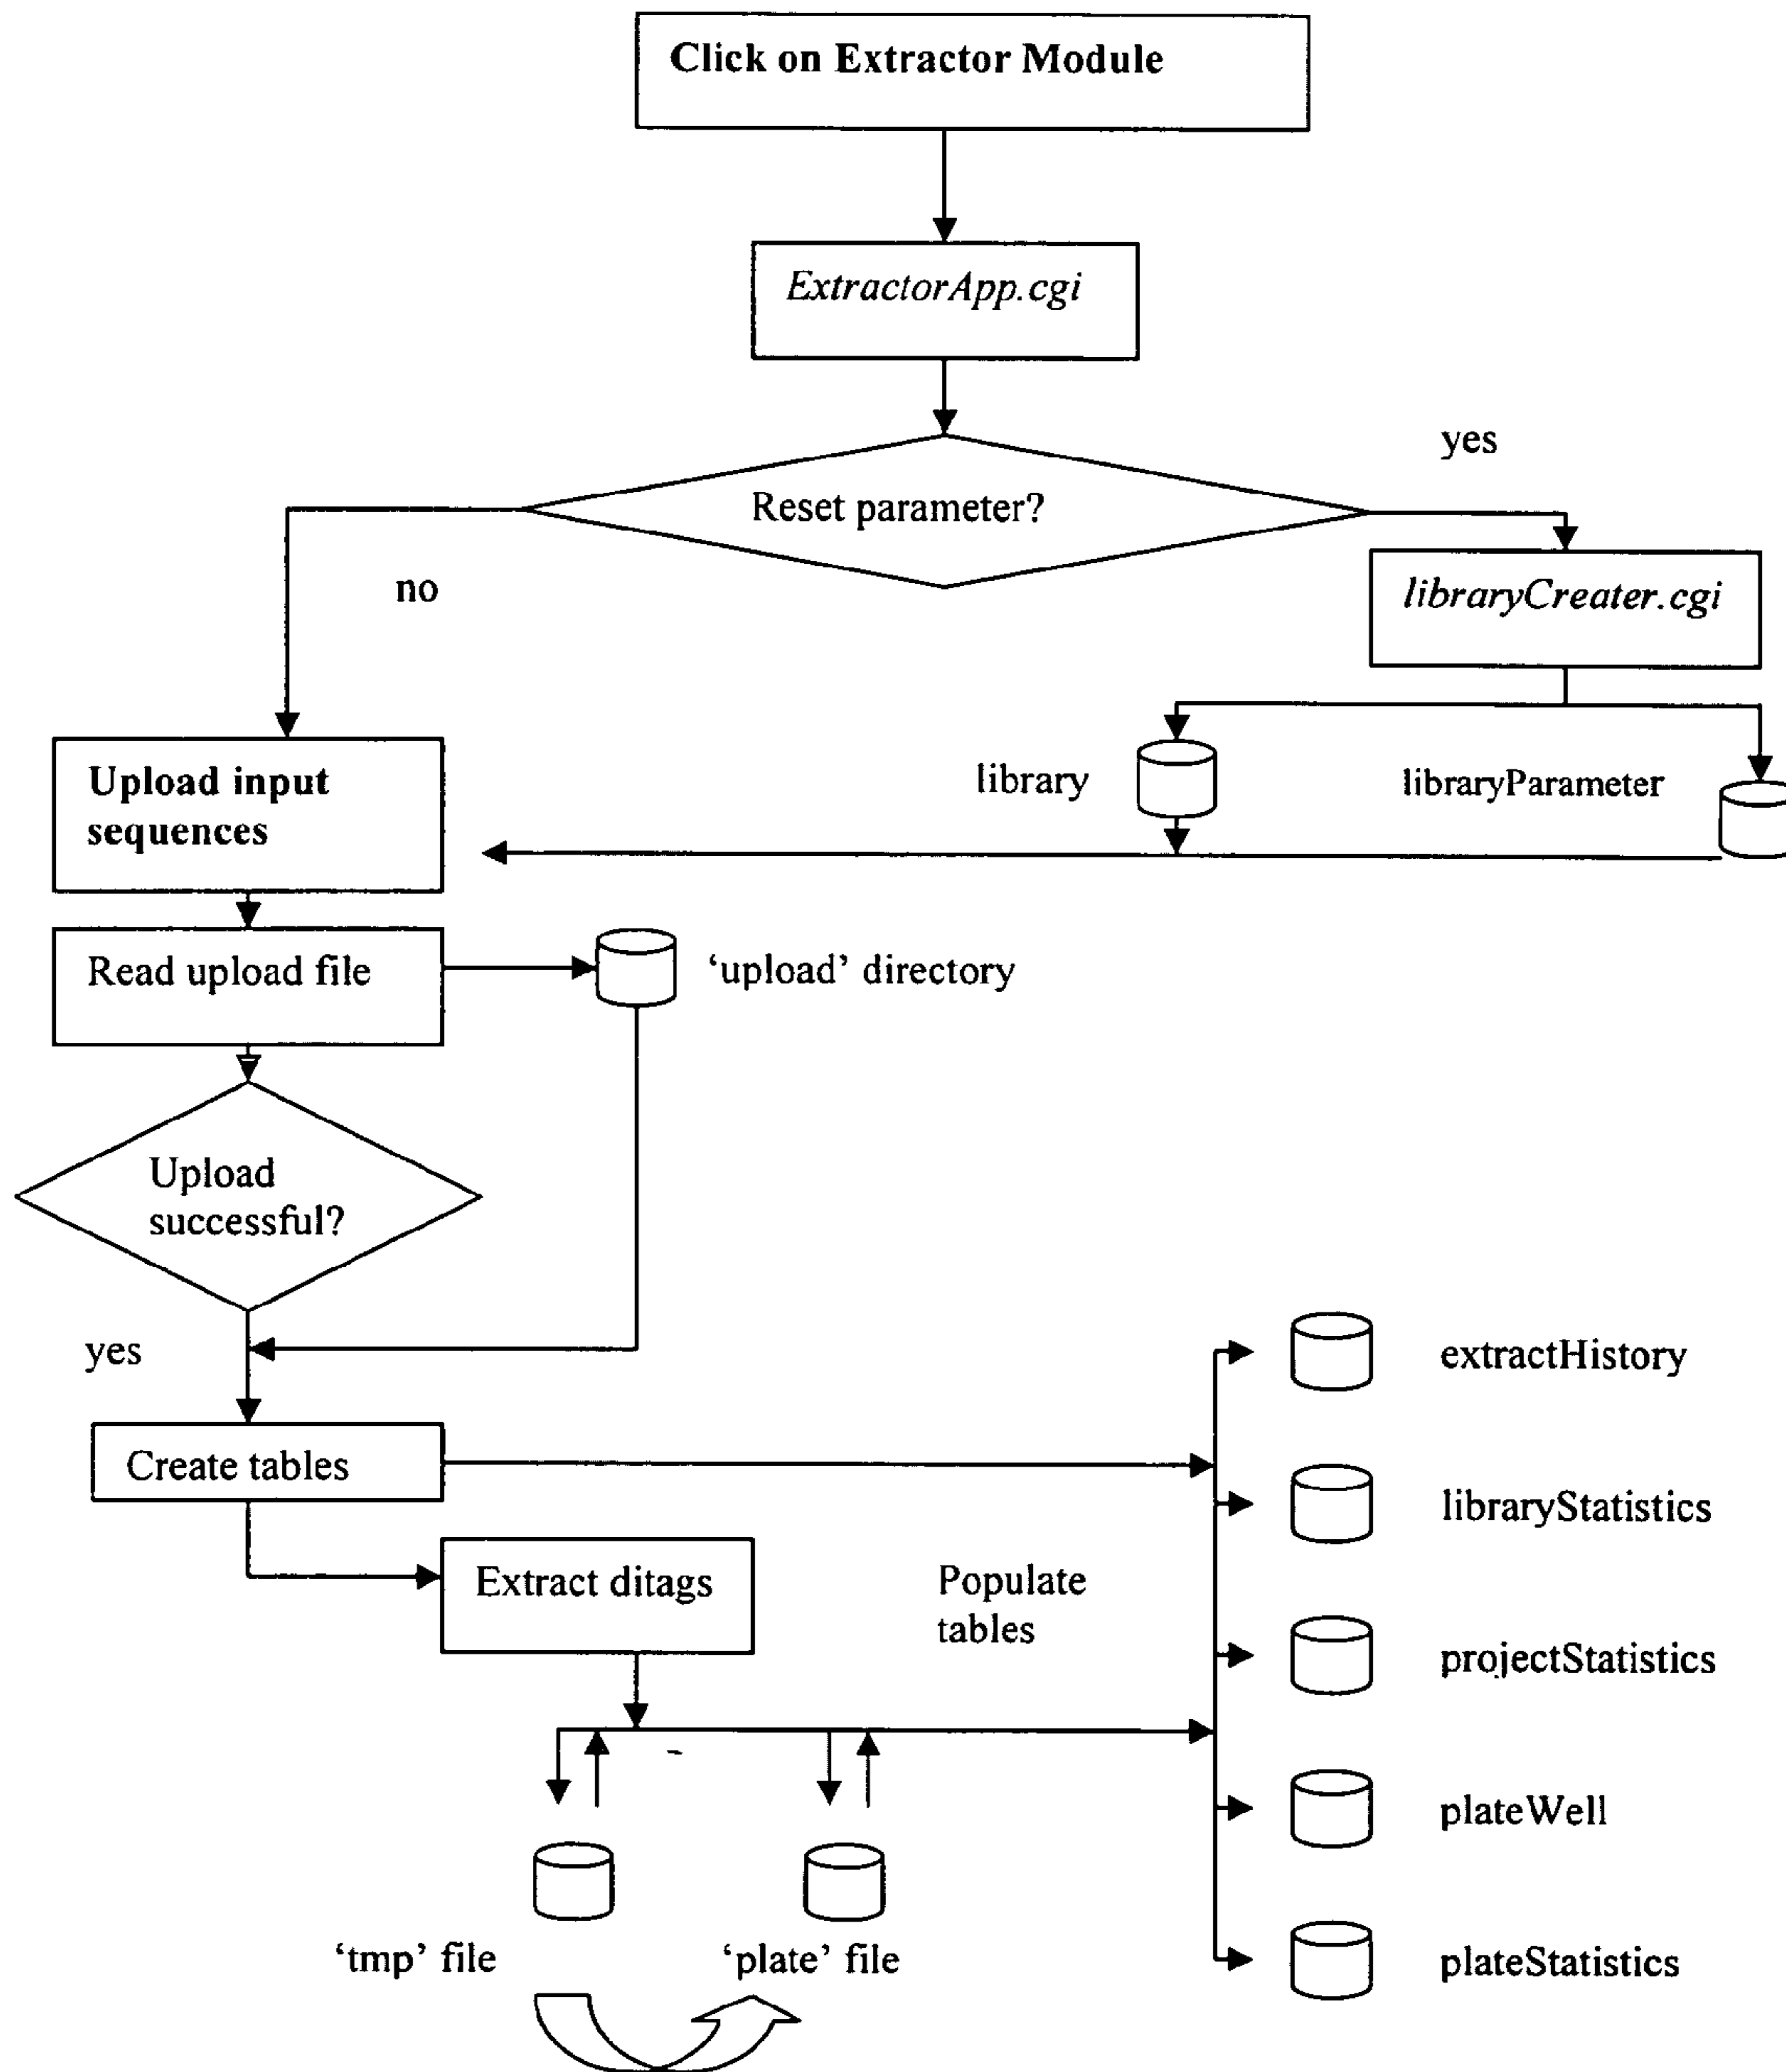 Click on Extractor Module
ExtractorApp.cgi
yes
Reset parameter?
no
libraryCreater.cgi
Upload input
sequences
library
libraryParameter
Read upload file
‘upload’ directory
Upload
successful?
yes
extractHistory
Create tables
libraryStatistics
Extract ditags
Populate
tables
projectStatistics
plateWell
‘tmp’ file
‘plate’ file
plateStatistics